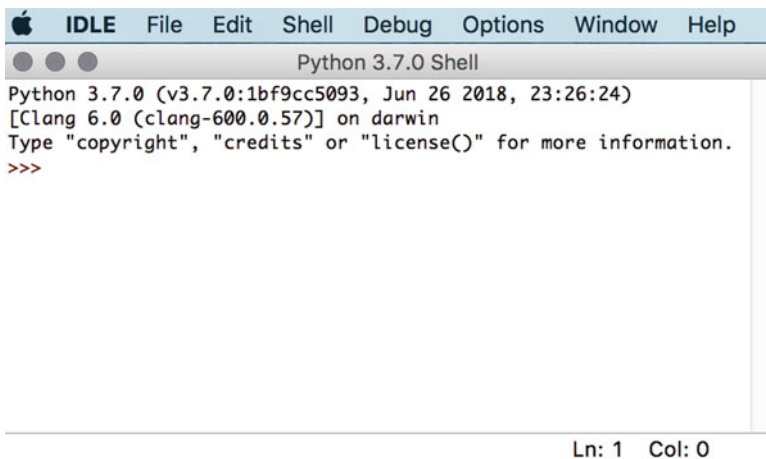 IDLE File Edit Shell Debug Options Window Help
Python 3.7.0 Shell
Python 3.7.0 (v3.7.0:1bf9cc5093, Jun 26 2018, 23:26:24)
[Clang 6.0 (clang-600.0.57)] on darwin
Type "copyright", "credits" or "license()" for more information.
>>>
Ln: 1 Col: 0